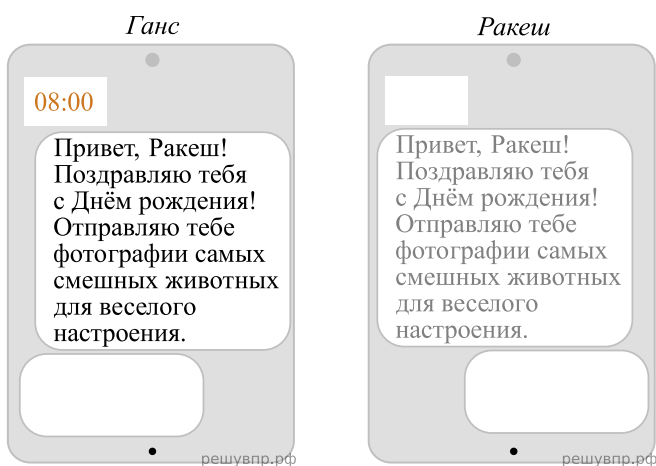 Ганс
08:00
Привет, Ракеш!
Поздравляю тебя
с Днём рождения!
Отправляю тебе
фотографии самых
смешных животных
для веселого
настроения.
решувпр.рф
Ракеш
Привет, Ракеш!
Поздравляю тебя
с Днём рождения!
Отправляю тебе
фотографии самых
смешных животных
для веселого
настроения.
решувпр.рф